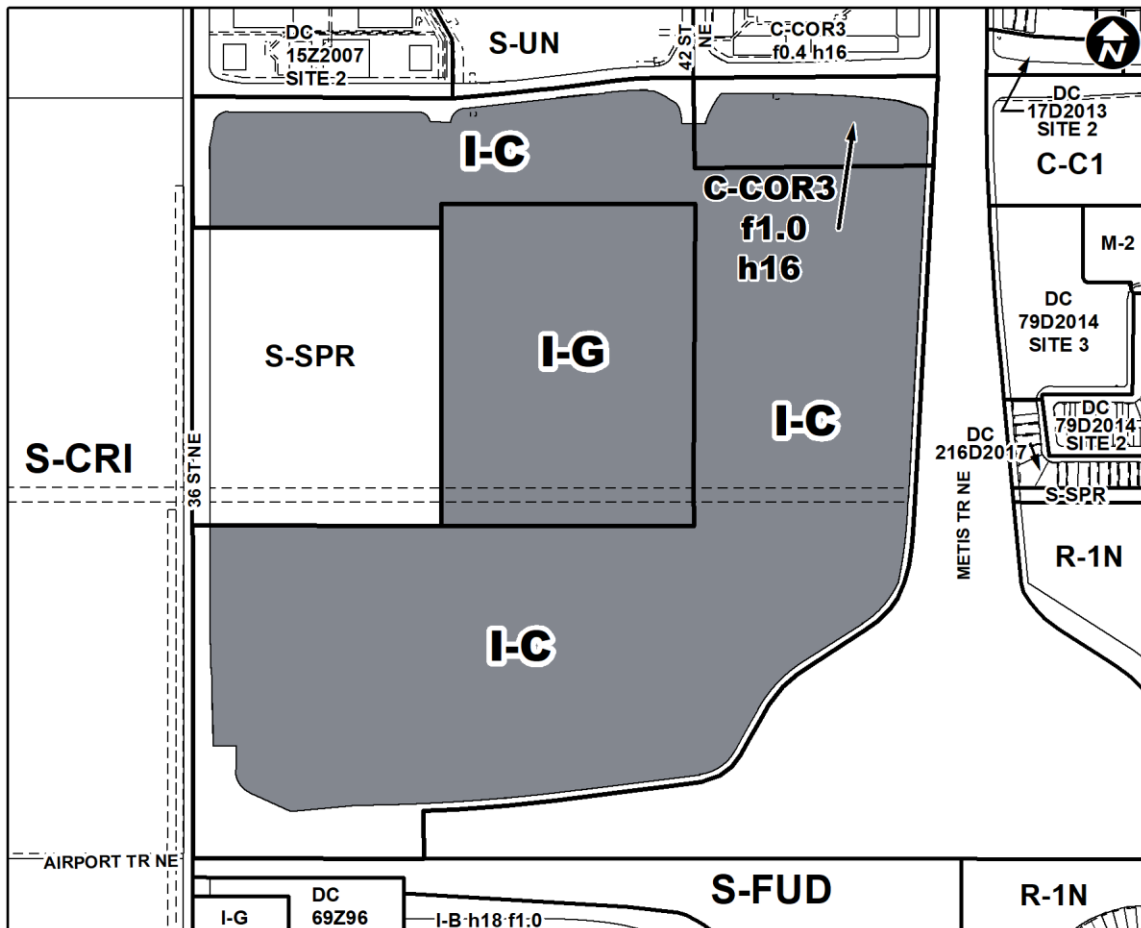 DC
15Z2007
SITE 2
S-UN
42 ST
NE
C-COR3
f0.4 h16
N
DC
17D2013
SITE 2
C-C1
I-C
C-COR3
f1.0
h16
M-2
S-SPR
I-G
DC
79D2014
SITE 3
I-C
DC
79D2014
SITE 2
DC
216D2017
S-CRI
36 ST NE
S-SPR
METIS TR NE
R-1N
I-C
AIRPORT TR NE
S-FUD
R-1N
I-G
DC
69Z96
I-B h18 f1.0